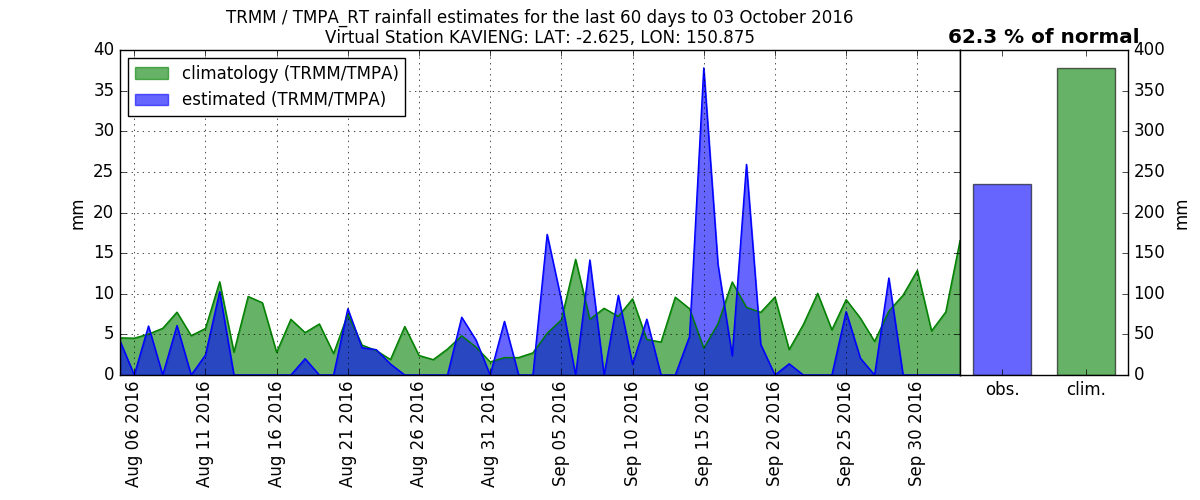 TRMM / TMPA_RT rainfall estimates for the last 60 days to 03 October 2016
Virtual Station KAVIENG: LAT: -2.625, LON: 150.875
62.3 % of normal
climatology (TRMM/TMPA)
estimated (TRMM/TMPA)
40
35
30
25
20
15
10
5
0
mm
Aug 06 2016
Aug 11 2016
Aug 16 2016
Aug 21 2016
Aug 26 2016
Aug 31 2016
Sep 05 2016
Sep 10 2016
Sep 15 2016
Sep 20 2016
Sep 25 2016
Sep 30 2016
obs.
clim.
400
350
300
250
200
150
100
50
0
mm